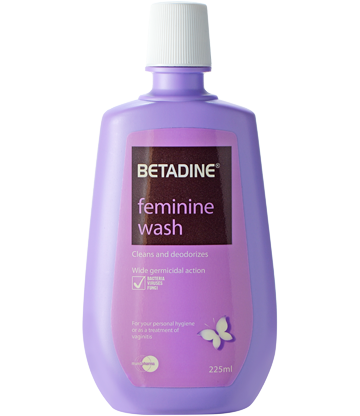 BETADINE®
feminine
wash
Cleans and deodorizes
Wide germicidal action
BACTERIA
VIRUSES
FUNGI
For your personal hygiene
or as a treatment of
vaginitis
225ml